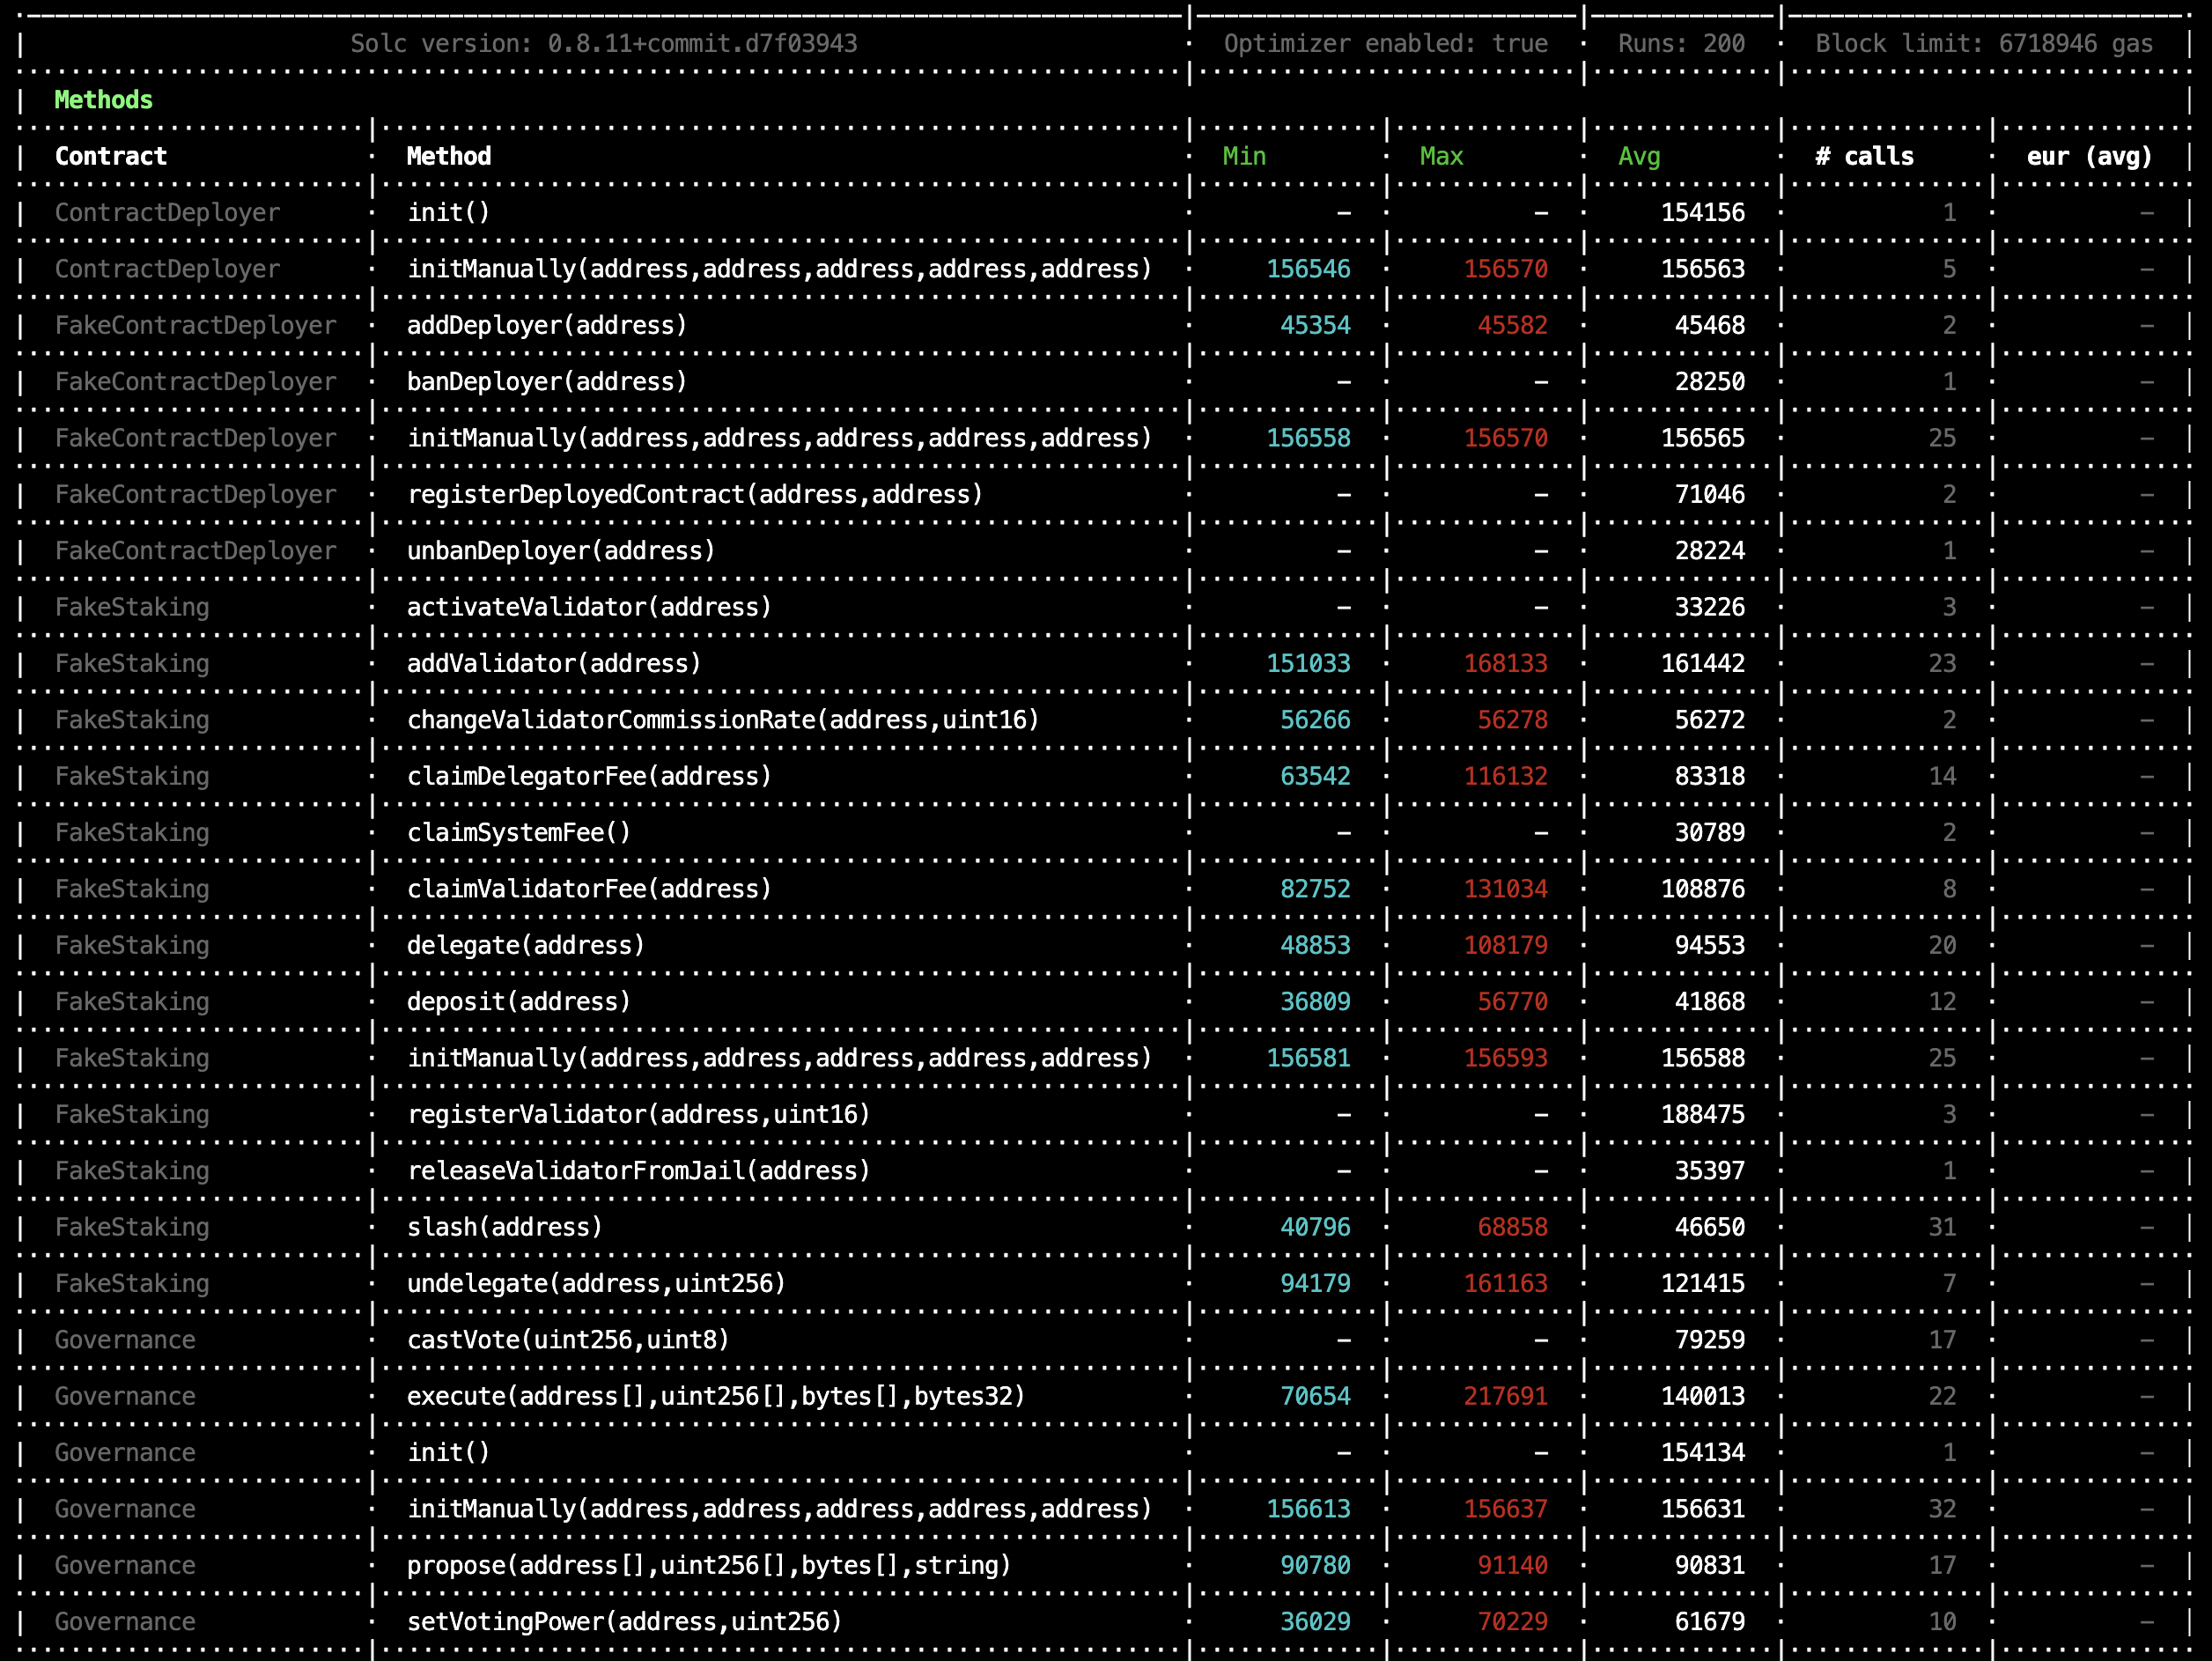 Solc version: 0.8.11+commit.d7f03943 Optimizer enabled: true Runs: 200 Block limit: 6718946 gas
Methods
Contract Method Min Max Avg # calls eur (avg)
ContractDeployer init() – – 154156 1 –
ContractDeployer initManually(address,address,address,address,address) 156546 156570 156563 5 –
FakeContractDeployer addDeployer(address) 45354 45582 45468 2 –
FakeContractDeployer banDeployer(address) – – 28250 1 –
FakeContractDeployer initManually(address,address,address,address,address) 156558 156570 156565 25 –
FakeContractDeployer registerDeployedContract(address,address) – – 71046 2 –
FakeContractDeployer unbanDeployer(address) – – 28224 1 –
FakeStaking activateValidator(address) – – 33226 3 –
FakeStaking addValidator(address) 151033 168133 161442 23 –
FakeStaking changeValidatorCommissionRate(address,uint16) 56266 56278 56272 2 –
FakeStaking claimDelegatorFee(address) 63542 116132 83318 14 –
FakeStaking claimSystemFee() – – 30789 2 –
FakeStaking claimValidatorFee(address) 82752 131034 108876 8 –
FakeStaking delegate(address) 48853 108179 94553 20 –
FakeStaking deposit(address) 36809 56770 41868 12 –
FakeStaking initManually(address,address,address,address,address) 156581 156593 156588 25 –
FakeStaking registerValidator(address,uint16) – – 188475 3 –
FakeStaking releaseValidatorFromJail(address) – – 35397 1 –
FakeStaking slash(address) 40796 68858 46650 31 –
FakeStaking undelegate(address,uint256) 94179 161163 121415 7 –
Governance castVote(uint256,uint8) – – 79259 17 –
Governance execute(address[],uint256[],bytes[],bytes32) 70654 217691 140013 22 –
Governance init() – – 154134 1 –
Governance initManually(address,address,address,address,address) 156613 156637 156631 32 –
Governance propose(address[],uint256[],bytes[],string) 90780 91140 90831 17 –
Governance setVotingPower(address,uint256) 36029 70229 61679 10 –